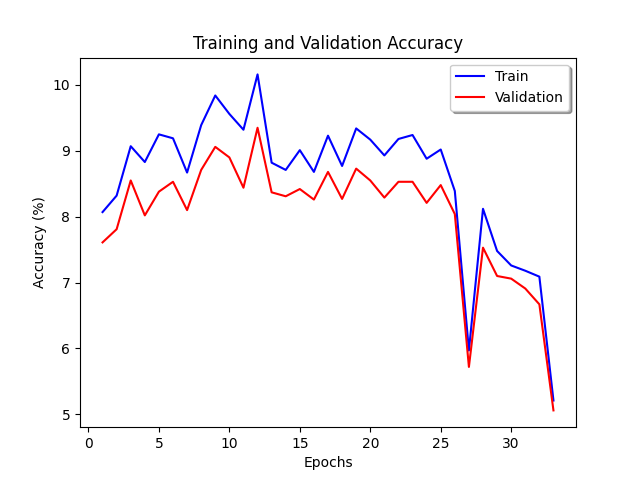 Training and Validation Accuracy
Train
Validation
Accuracy (%)
10
9
8
7
6
5
0 5 10 15 20 25 30
Epochs